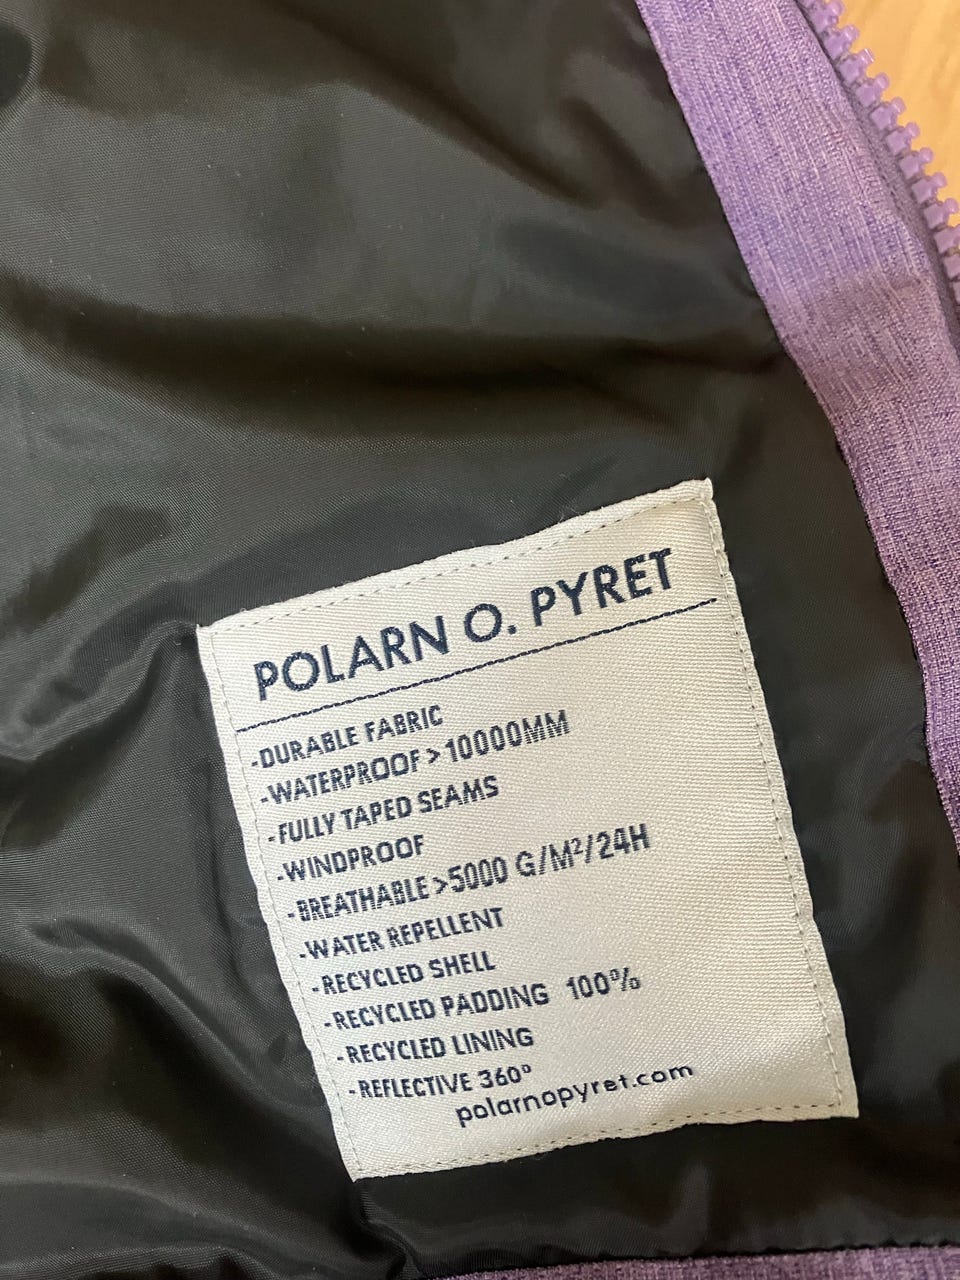 POLARN O. PYRET
-DURABLE FABRIC
-WATERPROOF>10000MM
-FULLY TAPED SEAMS
-WINDPROOF
-BREATHABLE>5000 G/M²/24H
-WATER REPELLENT
-RECYCLED SHELL
-RECYCLED PADDING 100%
-RECYCLED LINING
-REFLECTIVE 360°
polarnopyret.com